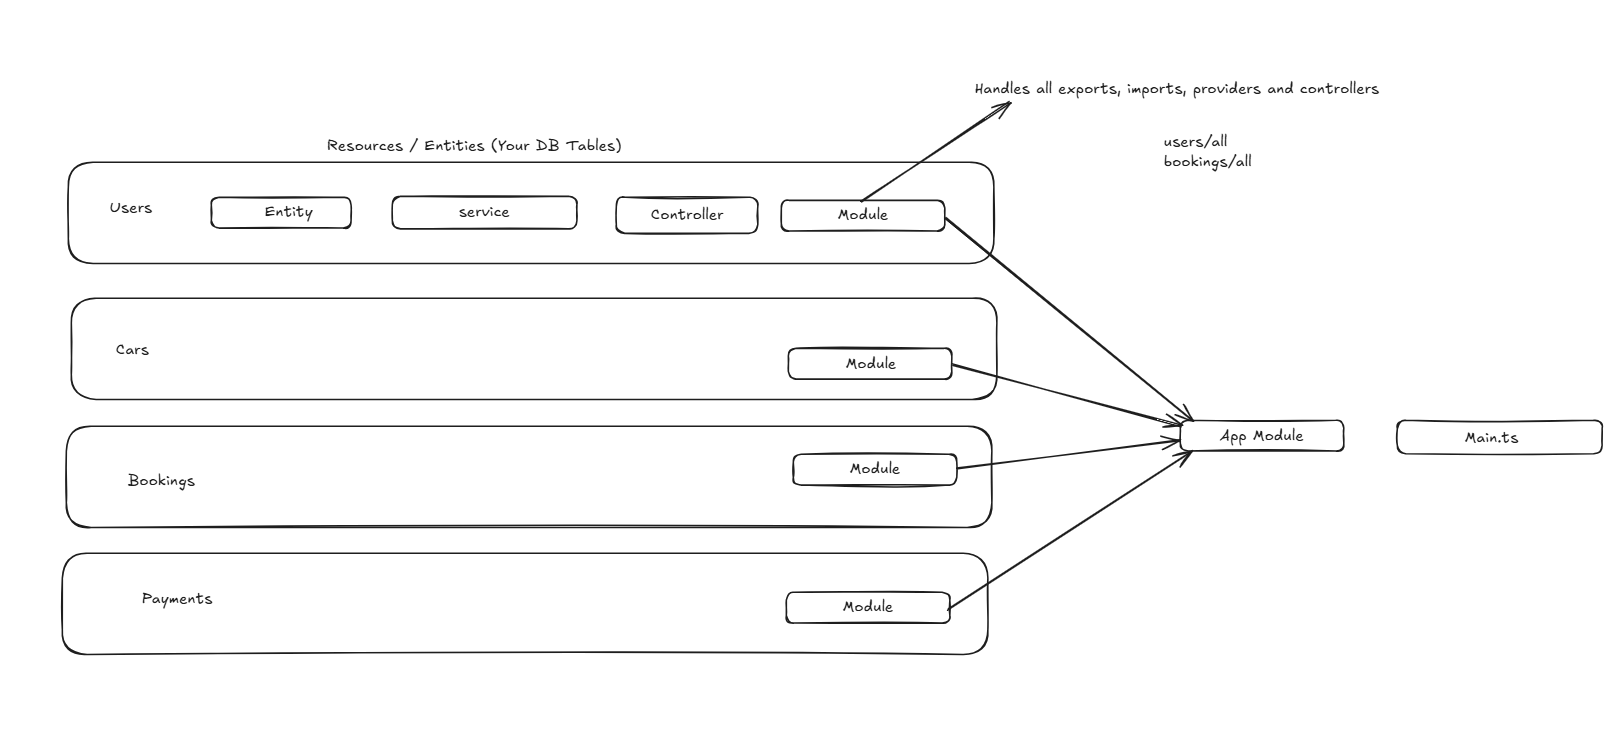 Handles all exports, imports, providers and controllers
Resources / Entities (Your DB Tables)
users/all
bookings/all
Users
Entity
service
Controller
Module
Cars
Module
Bookings
Module
App Module
Main.ts
Payments
Module